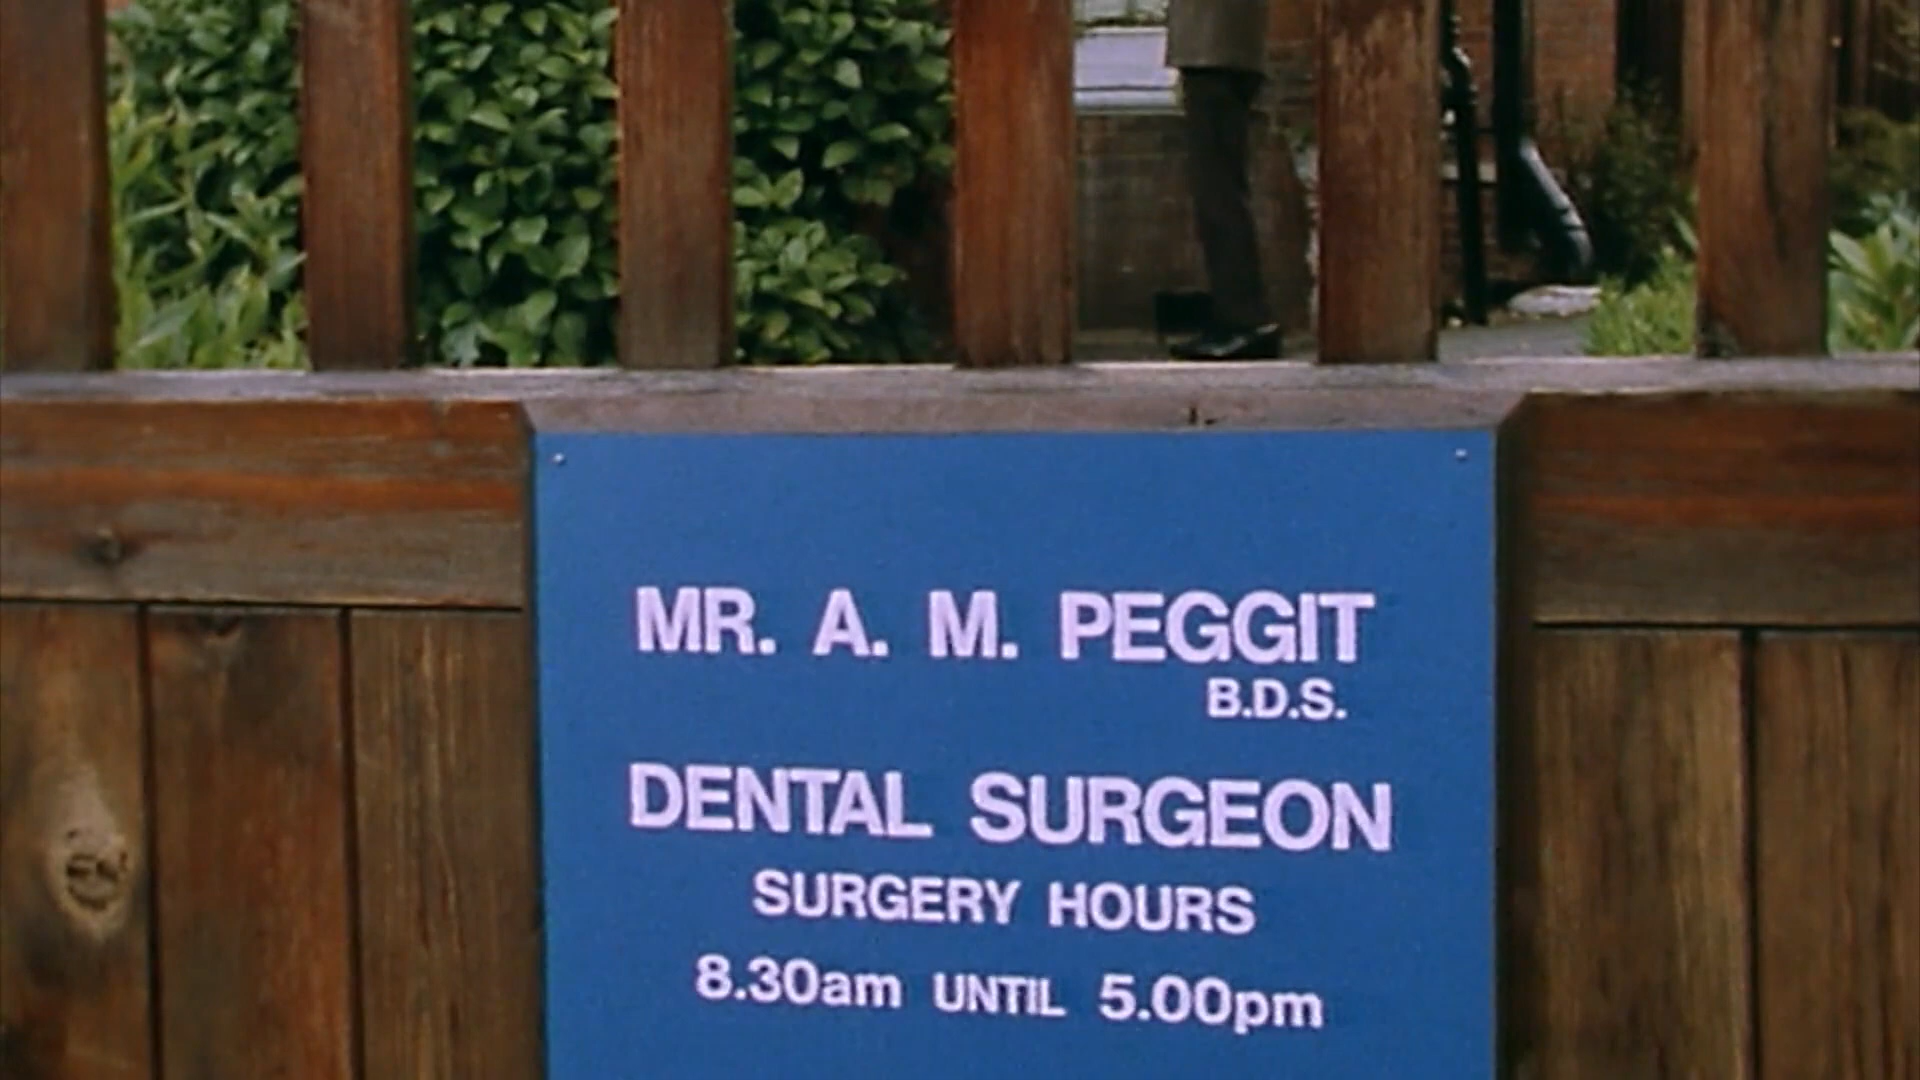 MR. A. M. PEGGIT
B.D.S.
DENTAL SURGEON
SURGERY HOURS
8.30am UNTIL 5.00pm